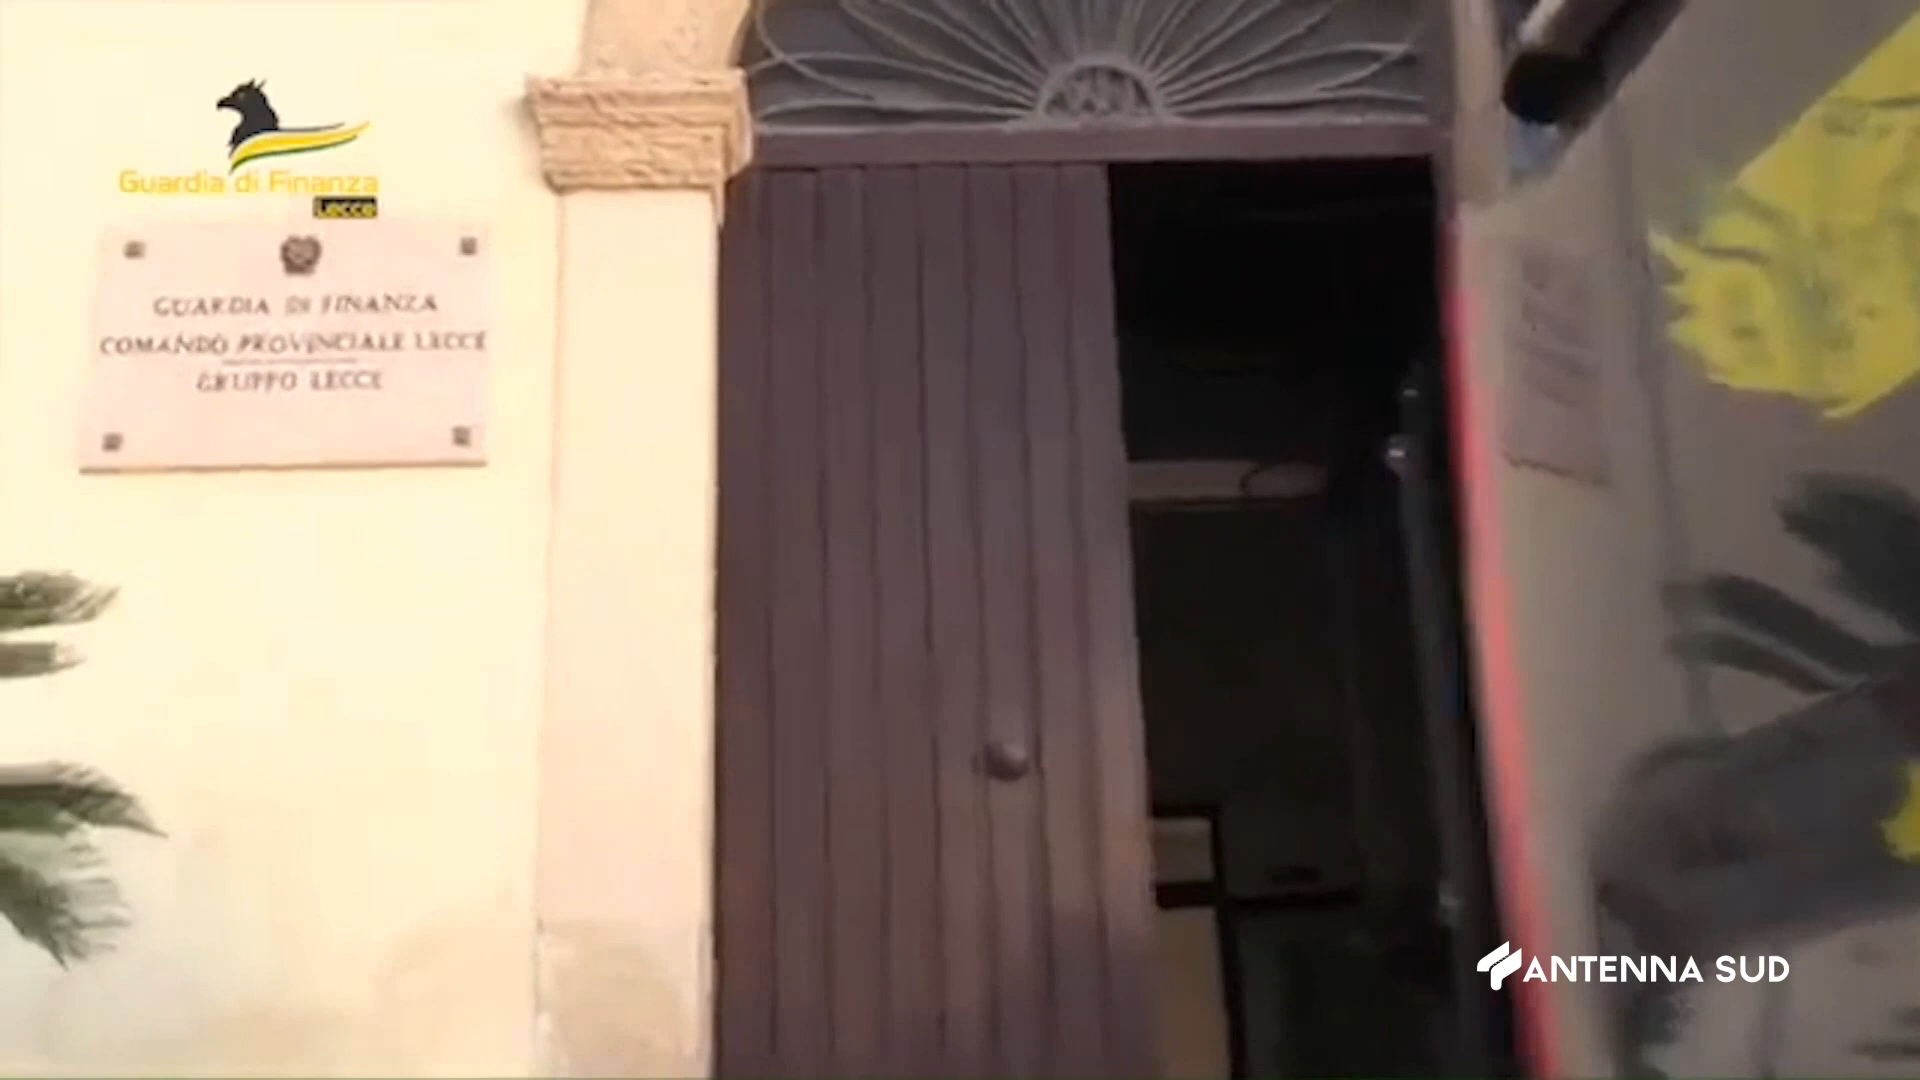 Guardia di Finanza
Lecce
GUARDIA DI FINANZA
COMANDO PROVINCIALE LECCE
GRUPPO LECCE
ANTENNA SUD